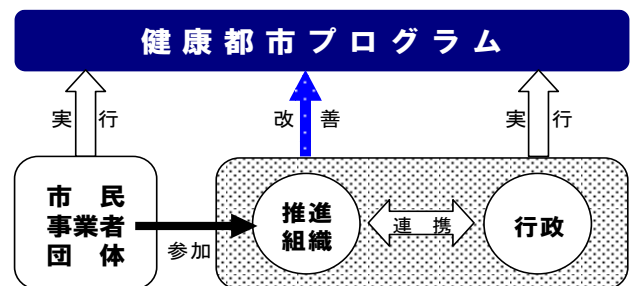 健康都市プログラム
実行
改善
実行
市民
事業者
団体
参加
推進
組織
連携
行政